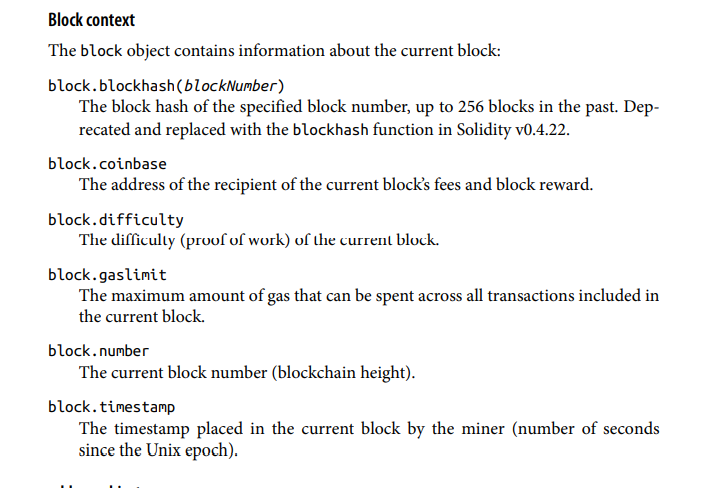 Block context
The block object contains information about the current block:
block.blockhash(blockNumber)
The block hash of the specified block number, up to 256 blocks in the past. Dep-
recated and replaced with the blockhash function in Solidity v0.4.22.
block.coinbase
The address of the recipient of the current block’s fees and block reward.
block.difficulty
The difficulty (proof of work) of the current block.
block.gaslimit
The maximum amount of gas that can be spent across all transactions included in
the current block.
block.number
The current block number (blockchain height).
block.timestamp
The timestamp placed in the current block by the miner (number of seconds
since the Unix epoch).